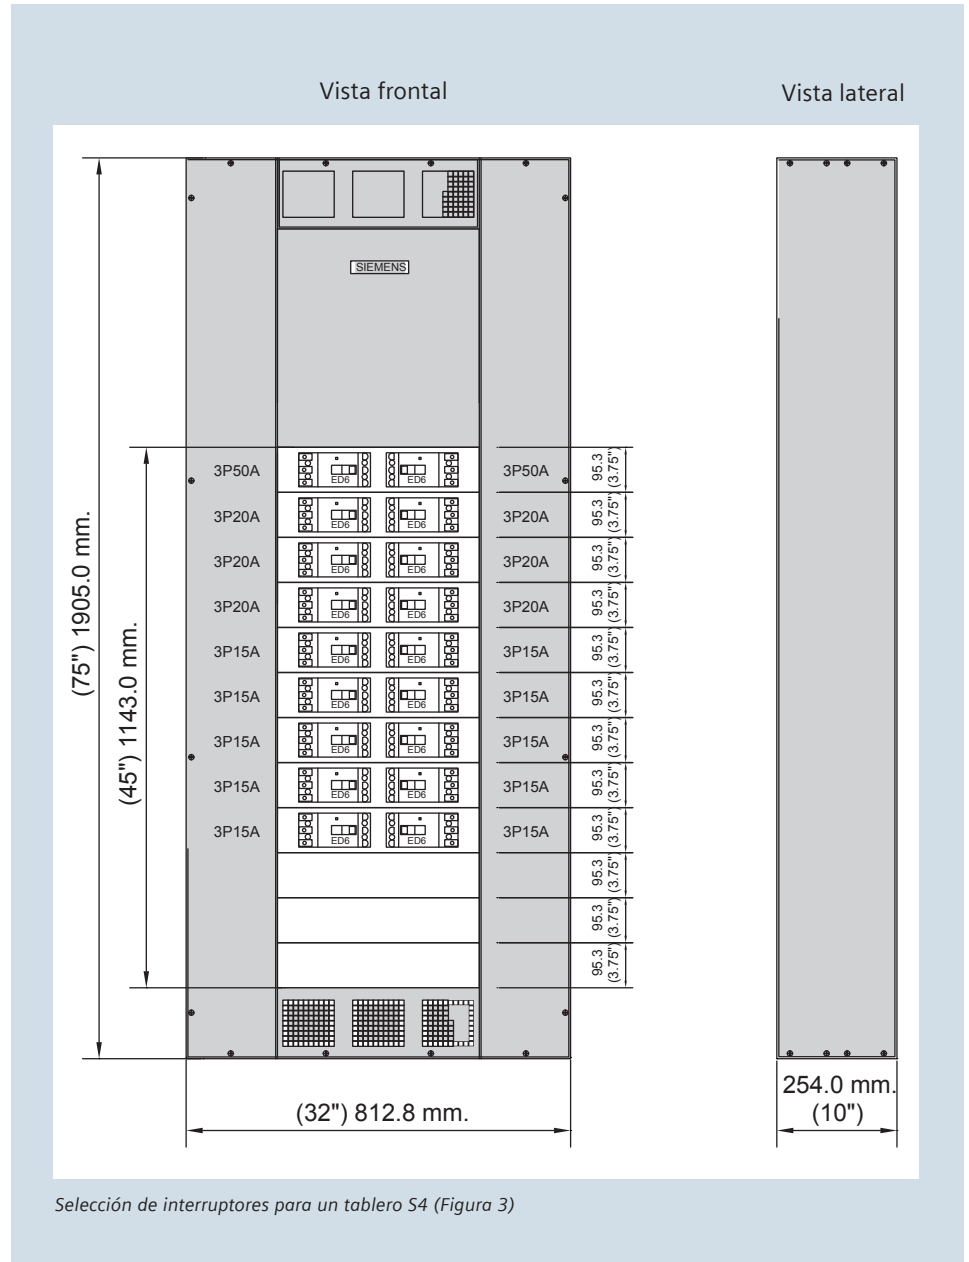 Vista frontal
Vista lateral
SIEMENS
3P50A ED6 ED6 3P50A 95.3 (3.75")
3P20A ED6 ED6 3P20A 95.3 (3.75")
3P20A ED6 ED6 3P20A 95.3 (3.75")
3P20A ED6 ED6 3P20A 95.3 (3.75")
3P15A ED6 ED6 3P15A 95.3 (3.75")
3P15A ED6 ED6 3P15A 95.3 (3.75")
3P15A ED6 ED6 3P15A 95.3 (3.75")
3P15A ED6 ED6 3P15A 95.3 (3.75")
3P15A ED6 ED6 3P15A 95.3 (3.75")
95.3 (3.75")
95.3 (3.75")
95.3 (3.75")
(75") 1905.0 mm.
(45") 1143.0 mm.
(32") 812.8 mm.
254.0 mm.
(10")
Selección de interruptores para un tablero S4 (Figura 3)